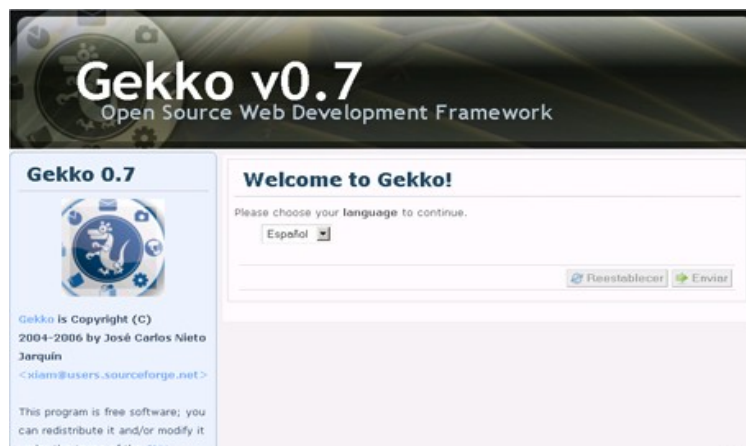 Gekko v0.7
Open Source Web Development Framework
Gekko 0.7
Gekko is Copyright (C)
2004-2006 by José Carlos Nieto
Jarquín
<xiam@users.sourceforge.net>
This program is free software; you
can redistribute it and/or modify it
Welcome to Gekko!
Please choose your language to continue.
Español
Reestablecer
Enviar